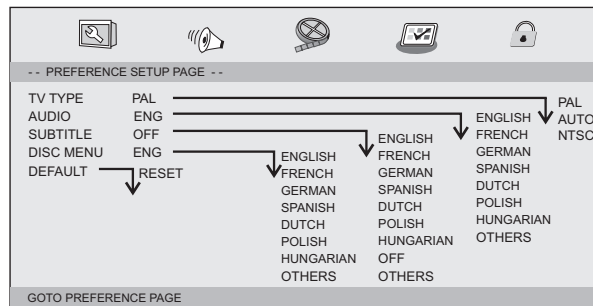 - - PREFERENCE SETUP PAGE - -
TV TYPE PAL
AUDIO ENG
SUBTITLE OFF
DISC MENU ENG
DEFAULT RESET
ENGLISH
FRENCH
GERMAN
SPANISH
DUTCH
POLISH
HUNGARIAN
OTHERS
ENGLISH
FRENCH
GERMAN
SPANISH
DUTCH
POLISH
HUNGARIAN
OFF
OTHERS
ENGLISH
FRENCH
GERMAN
SPANISH
DUTCH
POLISH
HUNGARIAN
OTHERS
PAL
AUTO
NTSC
GOTO PREFERENCE PAGE